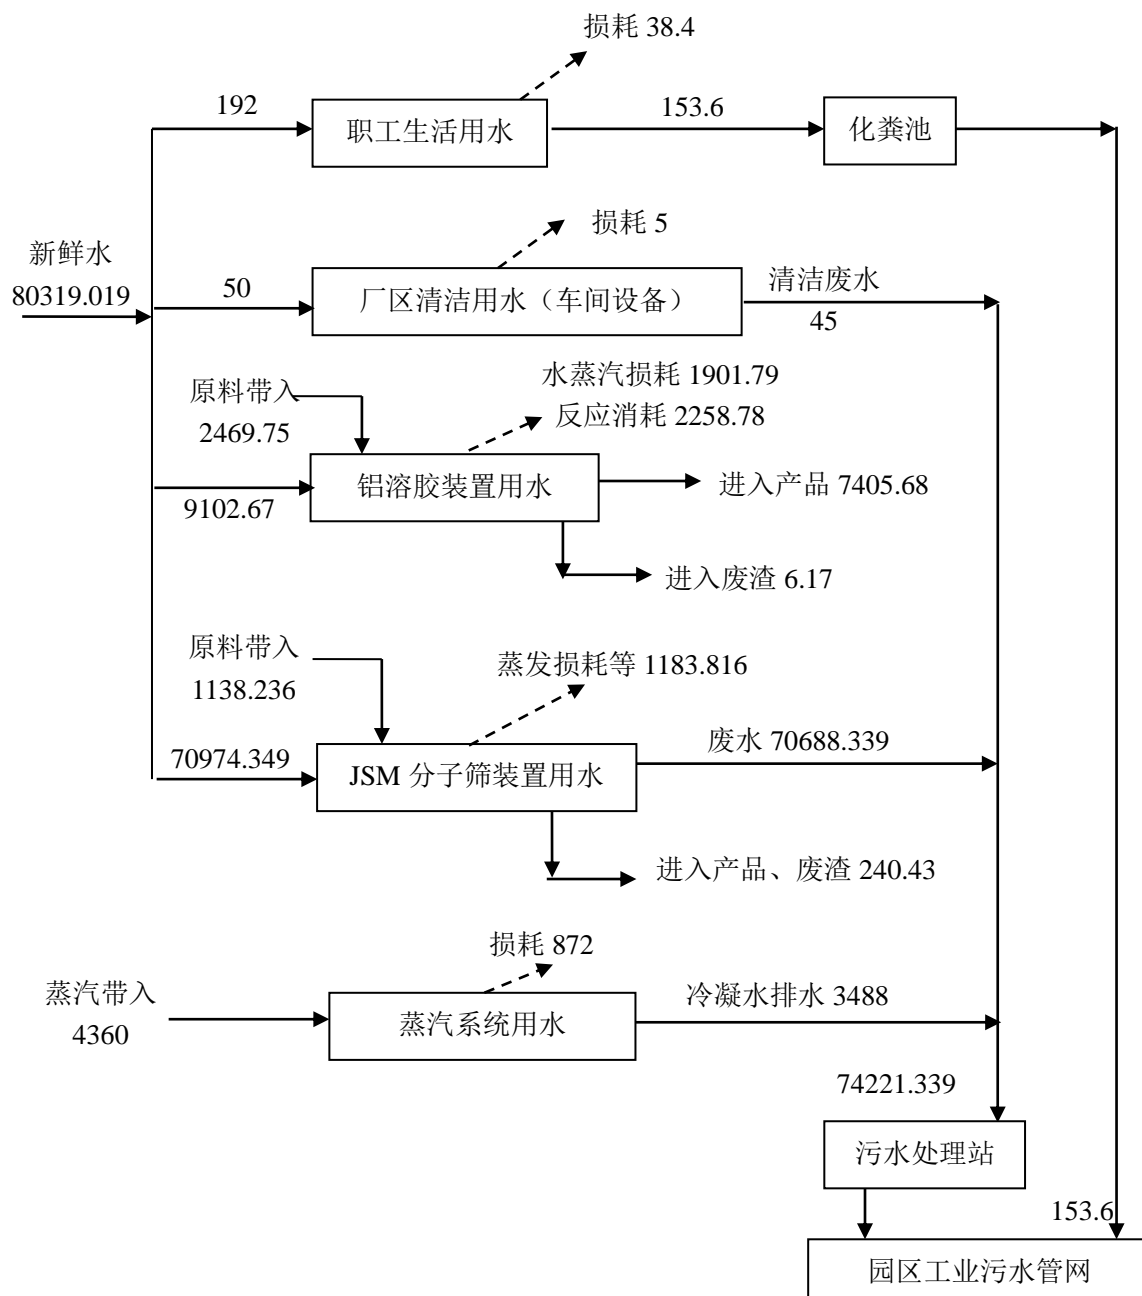 损耗 38.4
192
职工生活用水
153.6
化粪池
新鲜水
80319.019
损耗 5
50
厂区清洁用水（车间设备）
清洁废水
45
原料带入
2469.75
水蒸汽损耗 1901.79
反应消耗 2258.78
9102.67
铝溶胶装置用水
进入产品 7405.68
进入废渣 6.17
原料带入
1138.236
蒸发损耗等 1183.816
70974.349
JSM 分子筛装置用水
废水 70688.339
进入产品、废渣 240.43
损耗 872
蒸汽带入
4360
蒸汽系统用水
冷凝水排水 3488
74221.339
污水处理站
153.6
园区工业污水管网